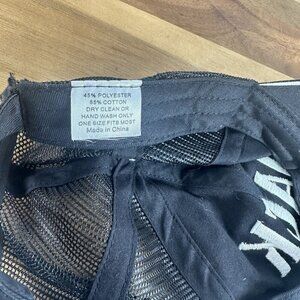 45% POLYESTER
55% COTTON
DRY CLEAN OR
HAND WASH ONLY
ONE SIZE FITS MOST
Made in China